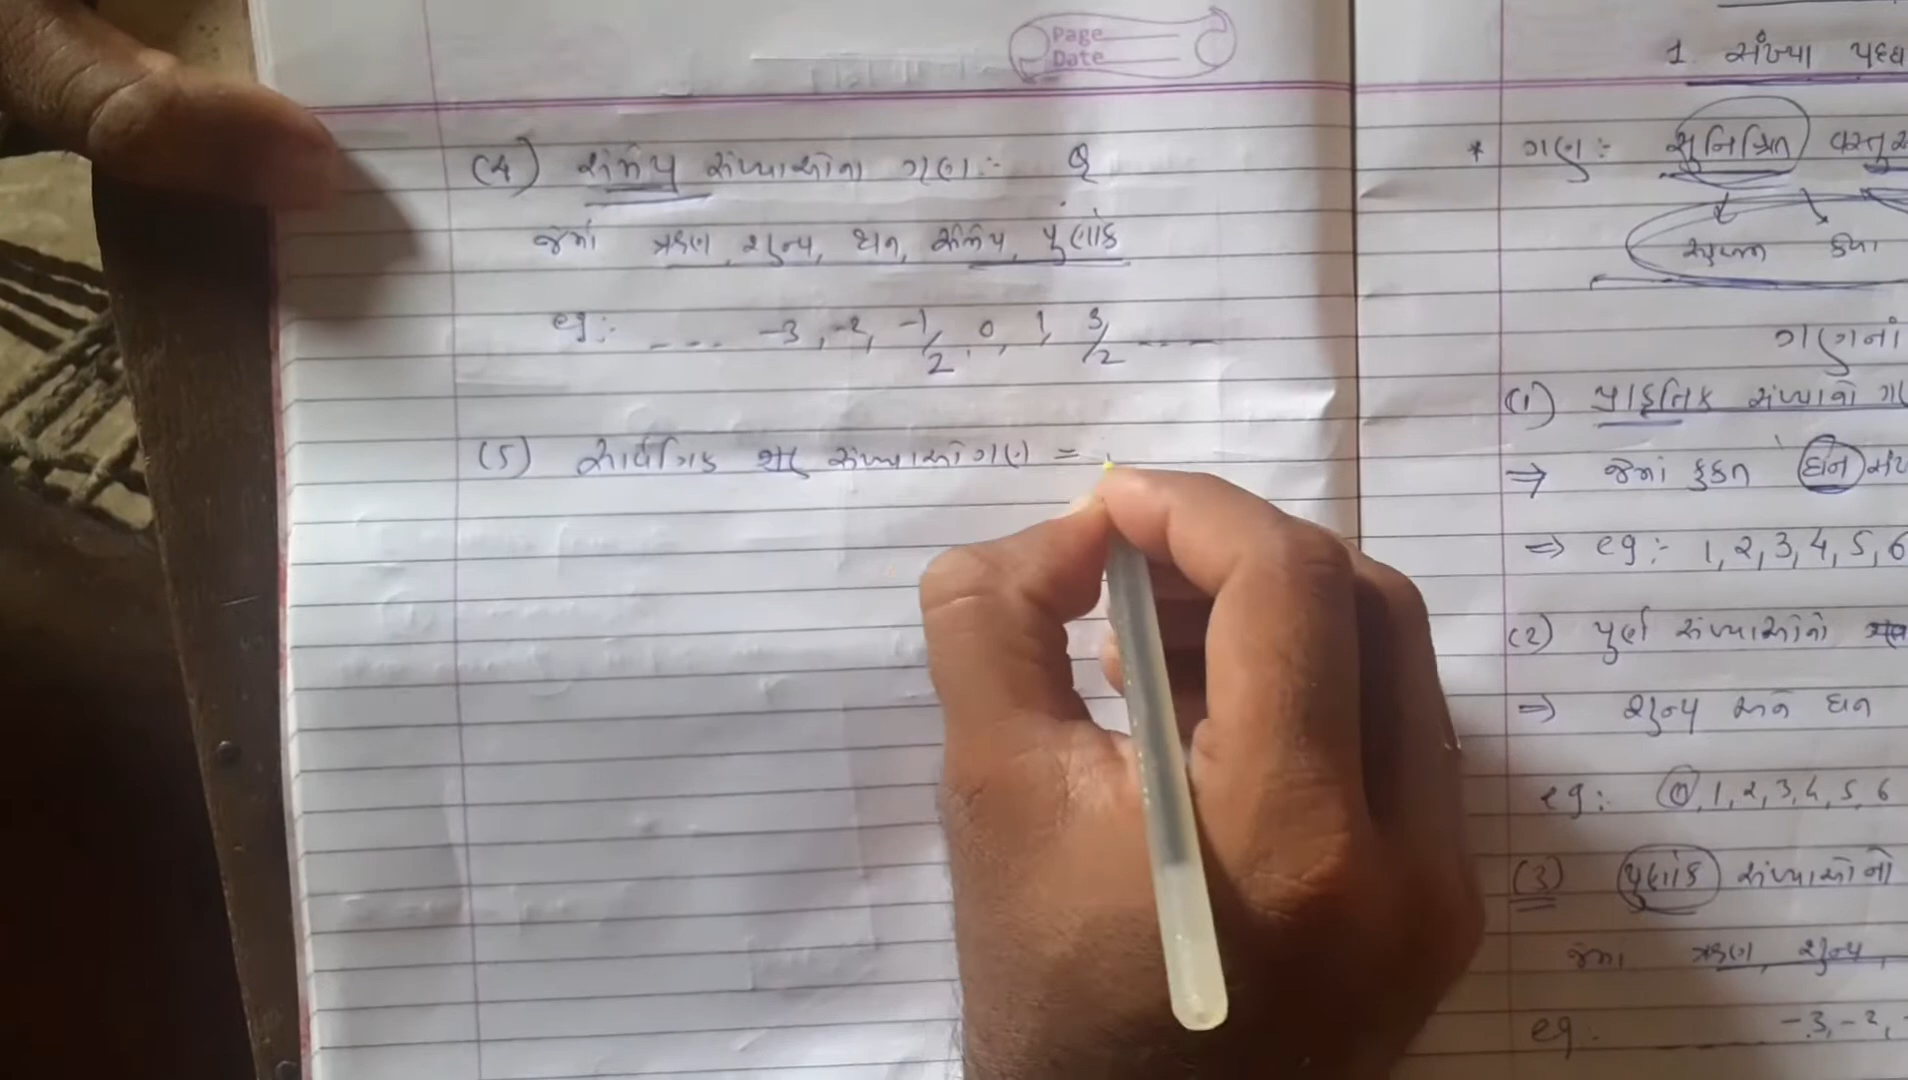 Page
Date
(4) સંમેય સંખ્યાઓના ગણ :- Q
જેમાં ઋણ, શુન્ય, ધન, સંમેય, પુર્ણાંક
eg :- ---- -3, -2, -1/2, 0, 1, 3/2 ----
(5) સાર્વત્રિક સંખ્યાઓ ગણ =
1. સંખ્યા પદ્ધ
* ગણ :- સુનિશ્ચિત વસ્તુઓ
ગણનાં
(1) પ્રાકૃતિક સંખ્યાનો ગ
⇒ જેમાં ફક્ત ધન સંખ
⇒ eg :- 1, 2, 3, 4, 5, 6
(2) પુર્ણ સંખ્યાઓનો
⇒ શુન્ય અને ધન
eg :- 0, 1, 2, 3, 4, 5, 6
(3) પુર્ણાંક સંખ્યાઓનો
જેમાં ઋણ, શુન્ય,
eg. -3, -2,